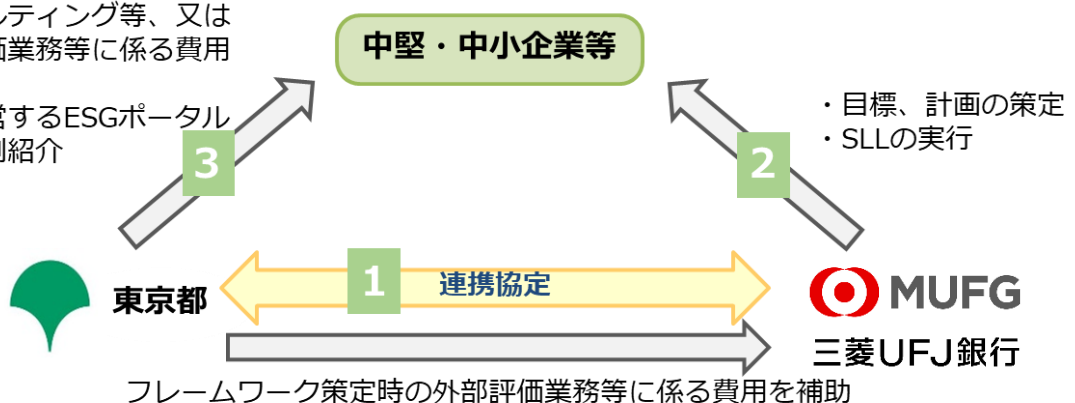 ルティング等、又は
価業務等に係る費用
営するESGポータル
例紹介
中堅・中小企業等
・目標、計画の策定
・SLLの実行
3
2
1
連携協定
東京都
MUFG
三菱UFJ銀行
フレームワーク策定時の外部評価業務等に係る費用を補助